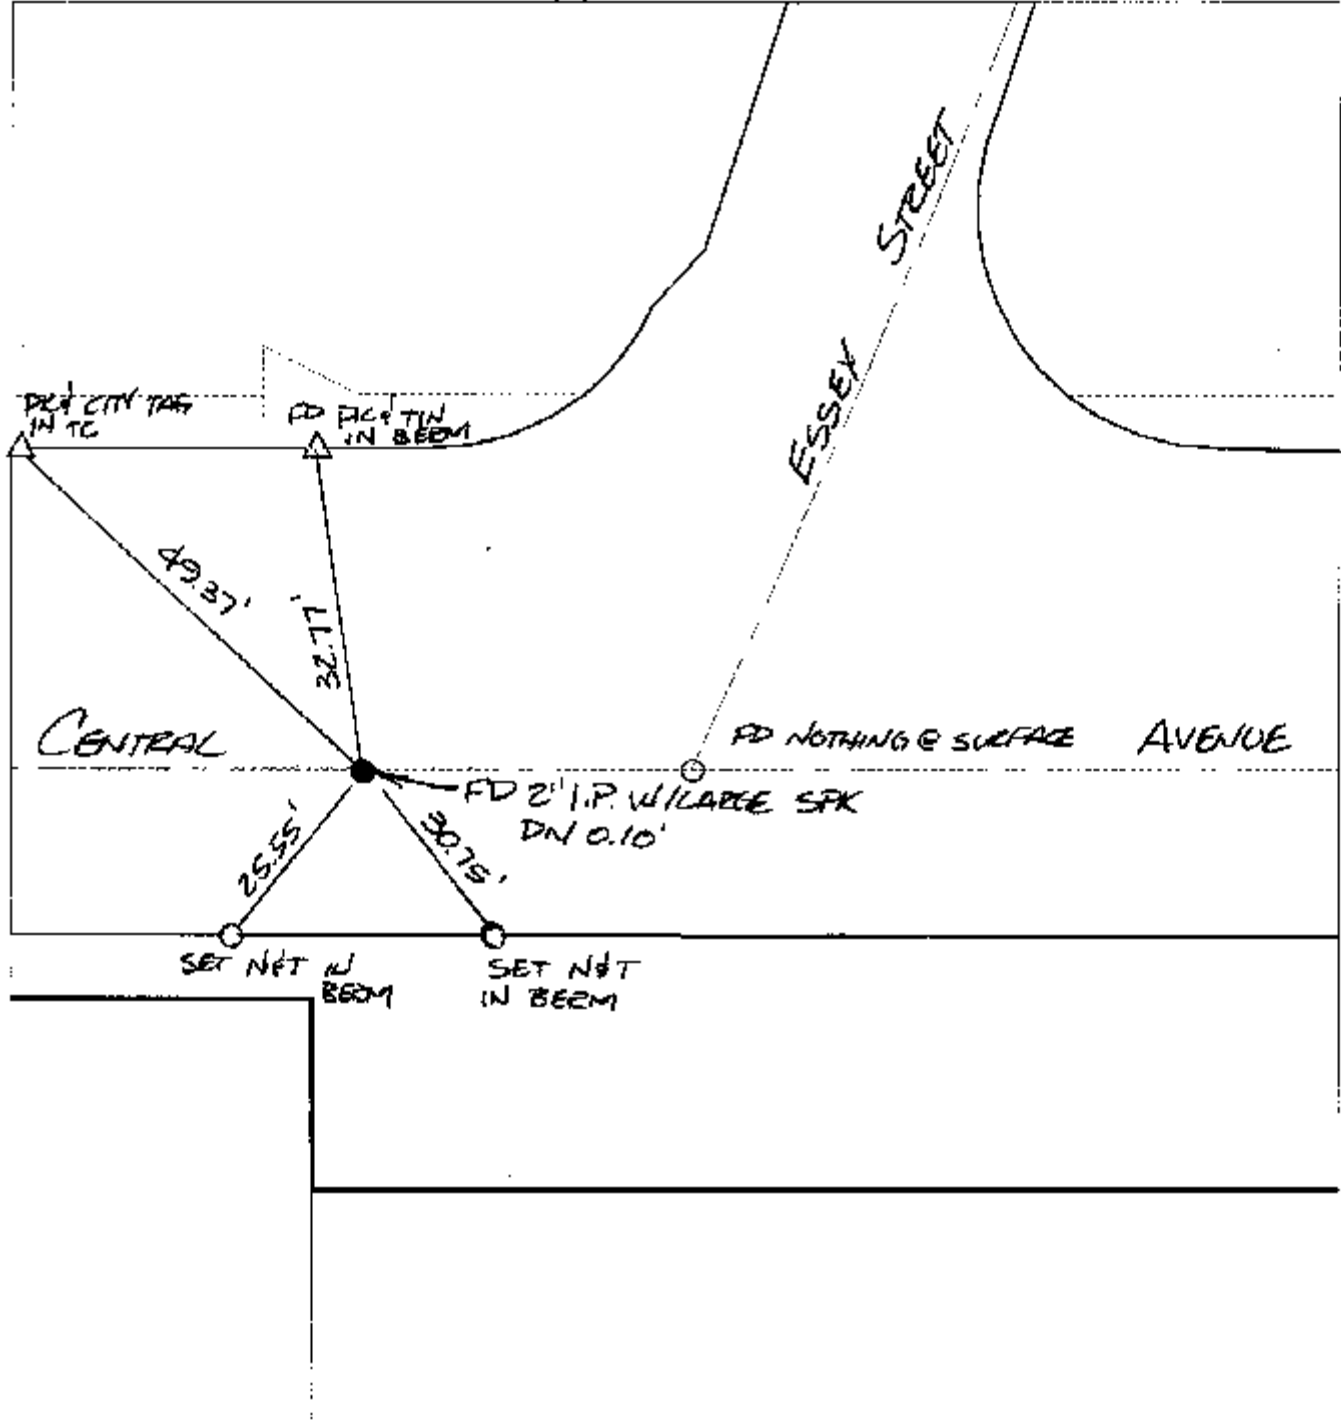 STREET
ESSEX
PK & CITY TAG
IN TC
FD PK & TIN
IN BERM
49.37'
32.77'
CENTRAL
FD NOTHING @ SURFACE
AVENUE
FD 2" I.P. W/LARGE SPK
DN 0.10'
25.55'
30.75'
SET N&T IN
BERM
SET N&T
IN BERM